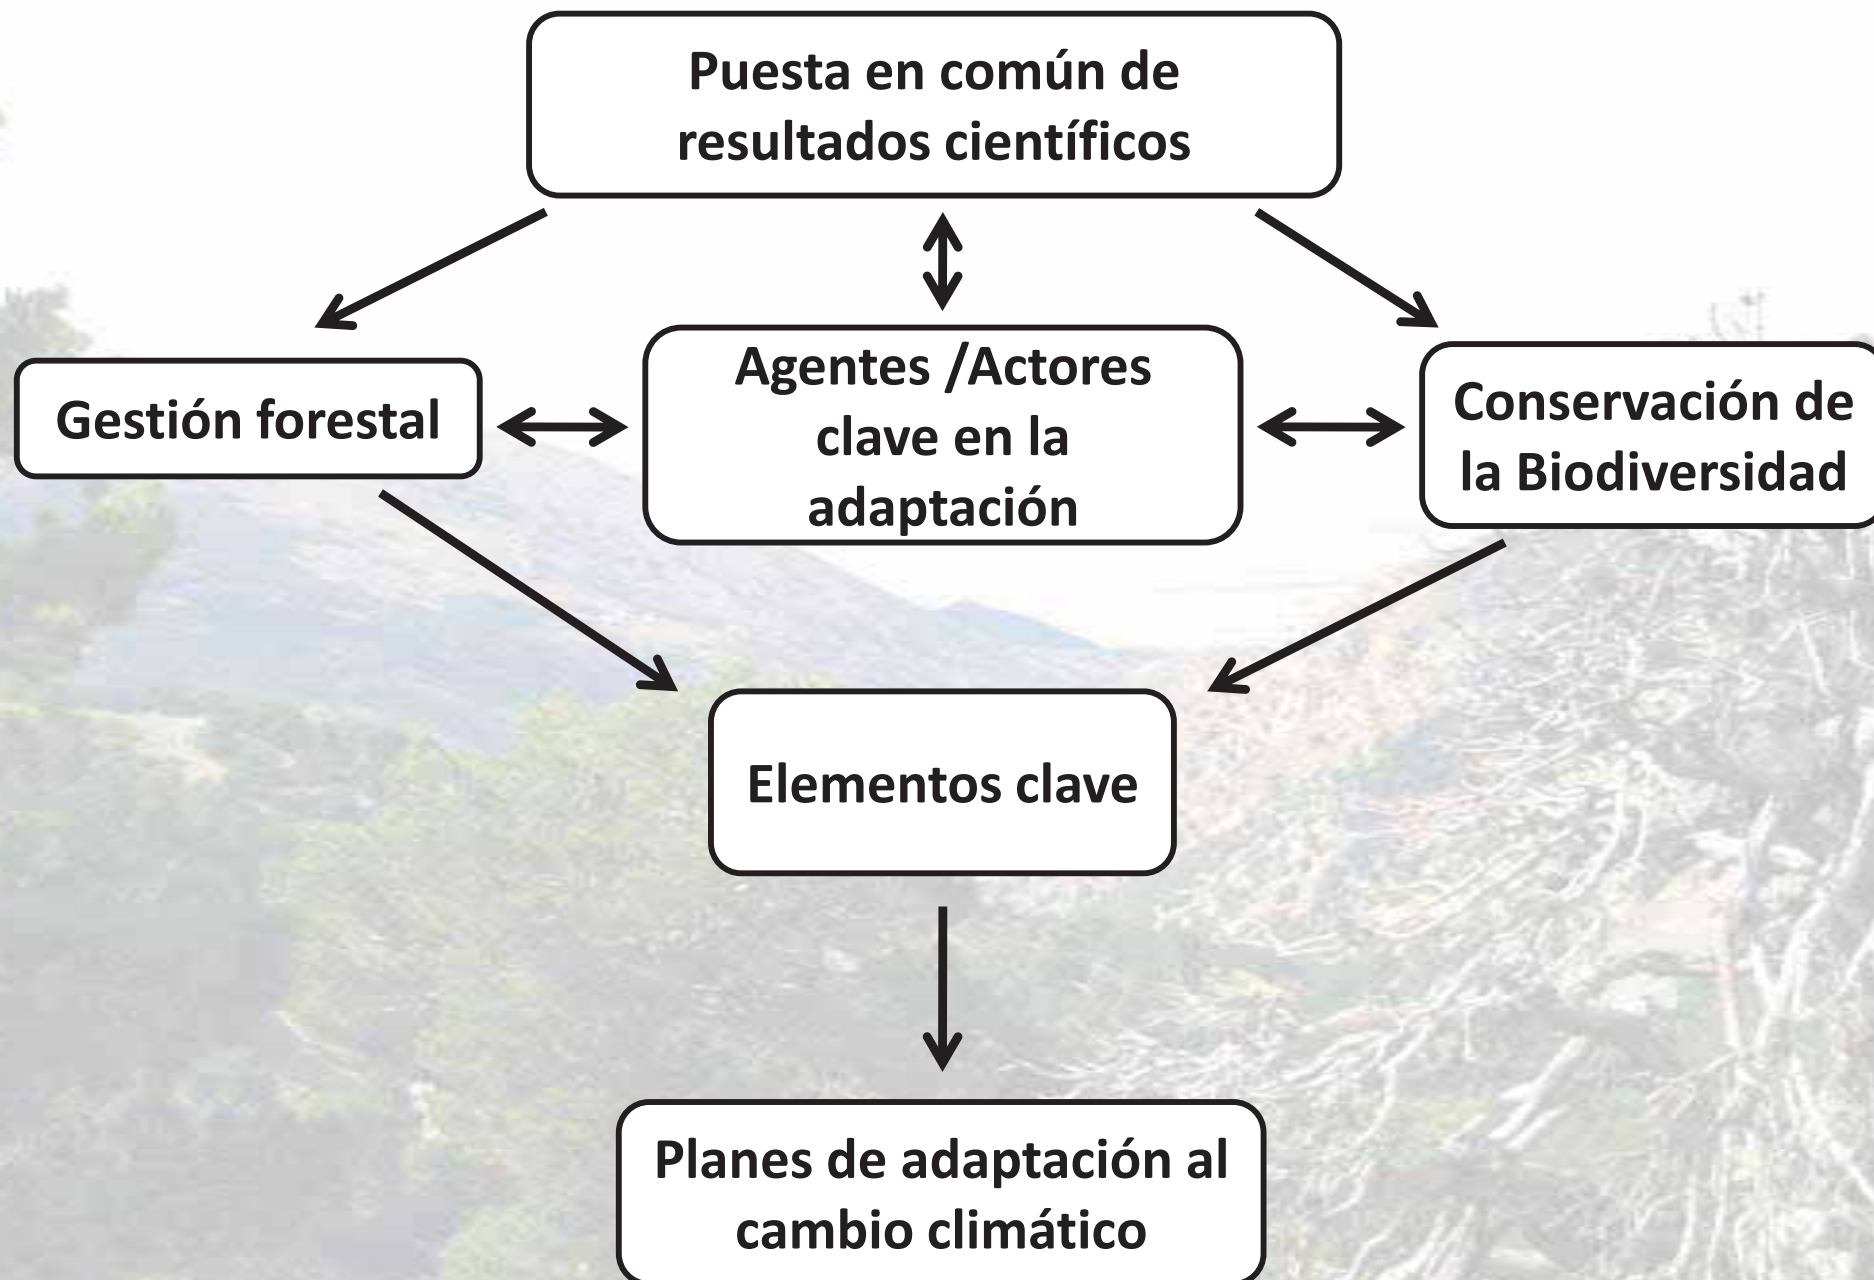 Puesta en común de
resultados científicos
Gestión forestal
Agentes /Actores
clave en la
adaptación
Conservación de
la Biodiversidad
Elementos clave
Planes de adaptación al
cambio climático